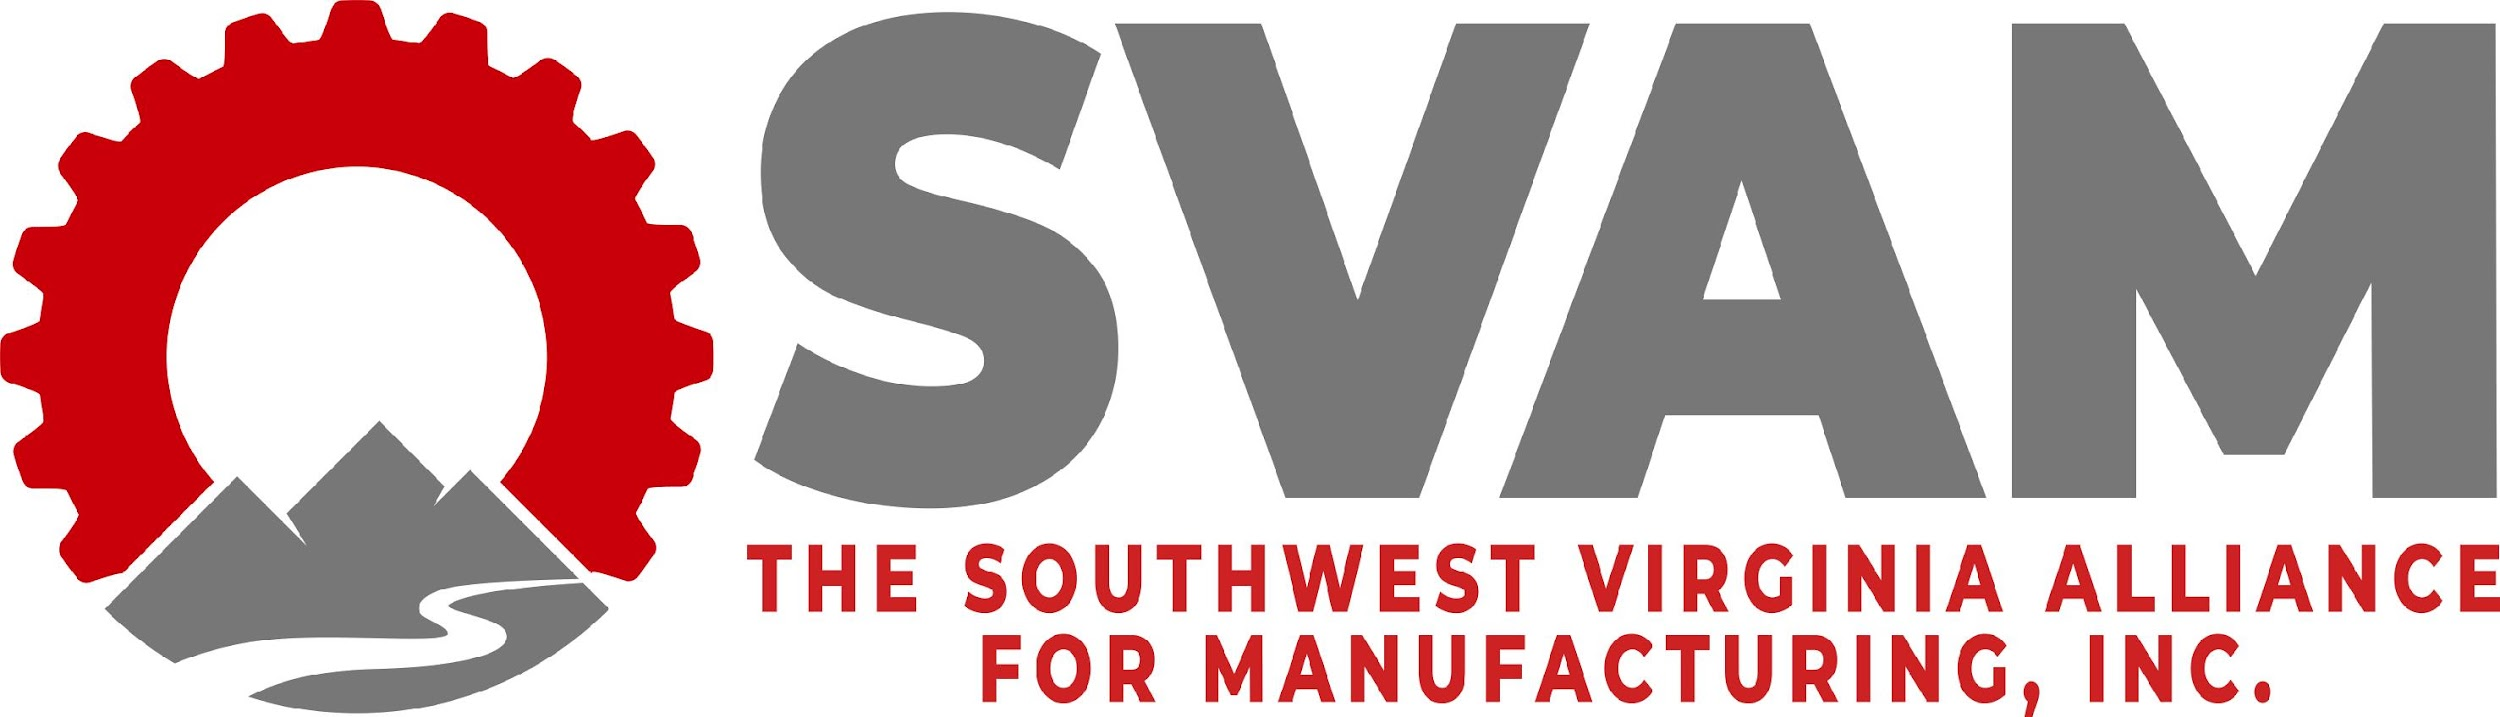 SVAM
THE SOUTHWEST VIRGINIA ALLIANCE
FOR MANUFACTURING, INC.